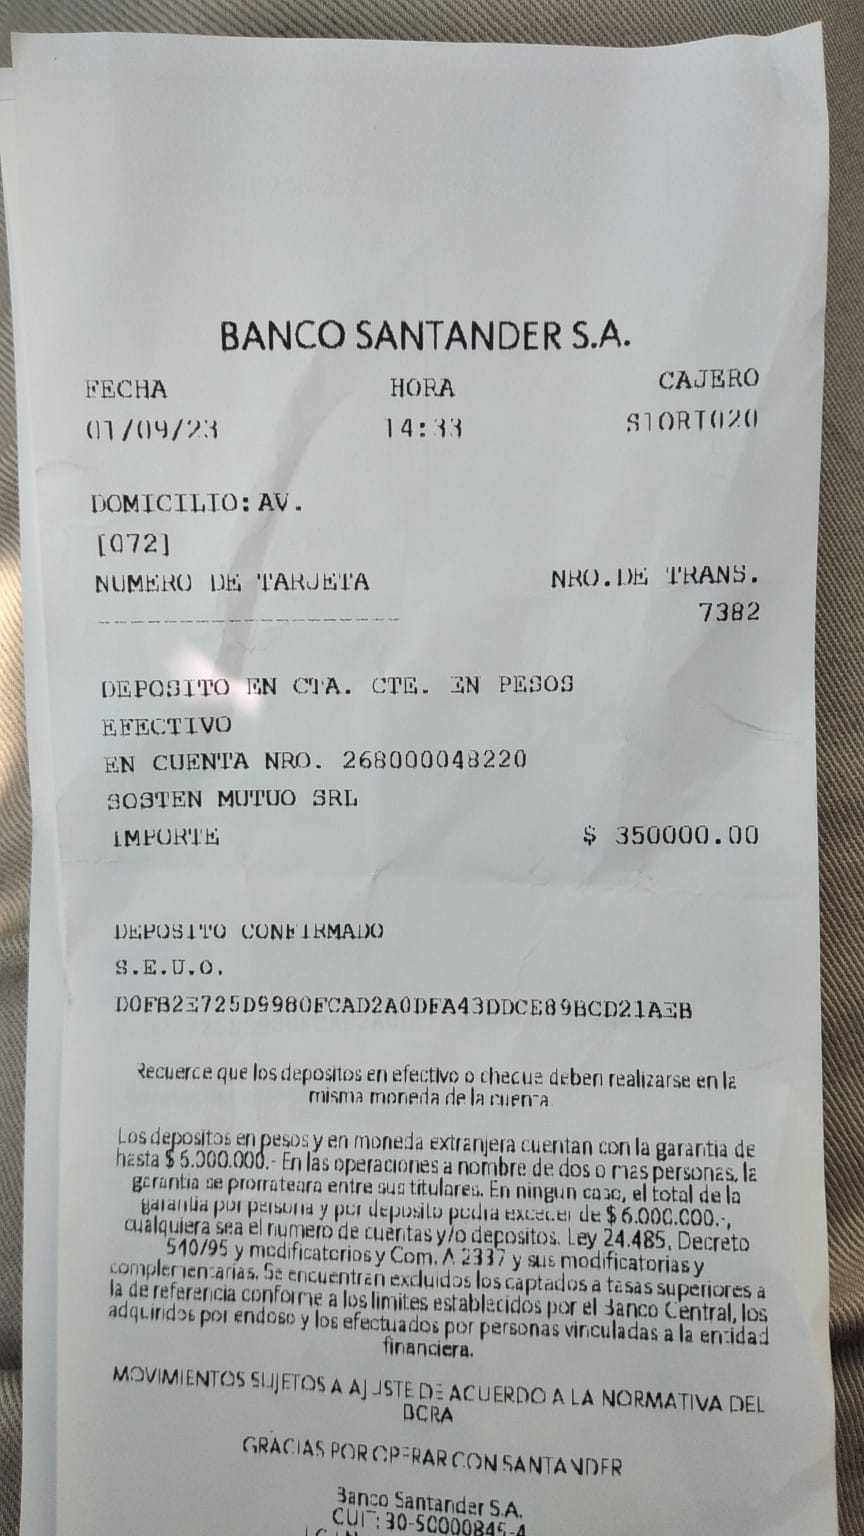 BANCO SANTANDER S.A.
FECHA HORA CAJERO
01/09/23 14:33 S1ORT020
DOMICILIO: AV.
[072]
NUMERO DE TARJETA NRO.DE TRANS.
7382
DEPOSITO EN CTA. CTE. EN PESOS
EFECTIVO
EN CUENTA NRO. 268000048220
SOSTEN MUTUO SRL
IMPORTE $ 350000.00
DEPOSITO CONFIRMADO
S.E.U.O.
D0FB2E725D9980FCAD2A0DFA43DDCE89BCD21AEB
Recuerce que los depositos en efectivo o checue deben realizarse en la
misma moneda de la cuenta
Los depositos en pesos y en moneda extranjera cuentan con la garantia de
hasta $ 6.000.000.- En las operaciones a nombre de dos o mas personas, la
garantia se prorrateara entre sus titulares. En ningun caso, el total de la
garantia por persona y por deposito podra exceder de $ 6.000.000.-,
cualquiera sea el numero de cuentas y/o depositos. Ley 24.485, Decreto
540/95 y modificatorios y Com. A 2337 y sus modificatorias y
complementarias. Se encuentran excluidos los captados a tasas superiores a
la de referencia conforme a los limites establecidos por el Banco Central, los
adquiridos por endoso y los efectuados por personas vinculadas a la entidad
financiera.
MOVIMIENTOS SUJETOS A AJUSTE DE ACUERDO A LA NORMATIVA DEL
BCRA
GRACIAS POR OPERAR CON SANTANDER
Banco Santander S.A.
CUIT: 30-50000845-4